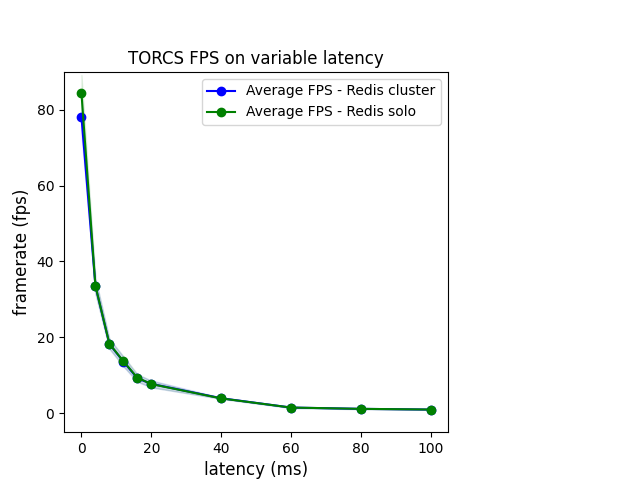 TORCS FPS on variable latency
Average FPS - Redis cluster
Average FPS - Redis solo
framerate (fps)
80
60
40
20
0
0 20 40 60 80 100
latency (ms)